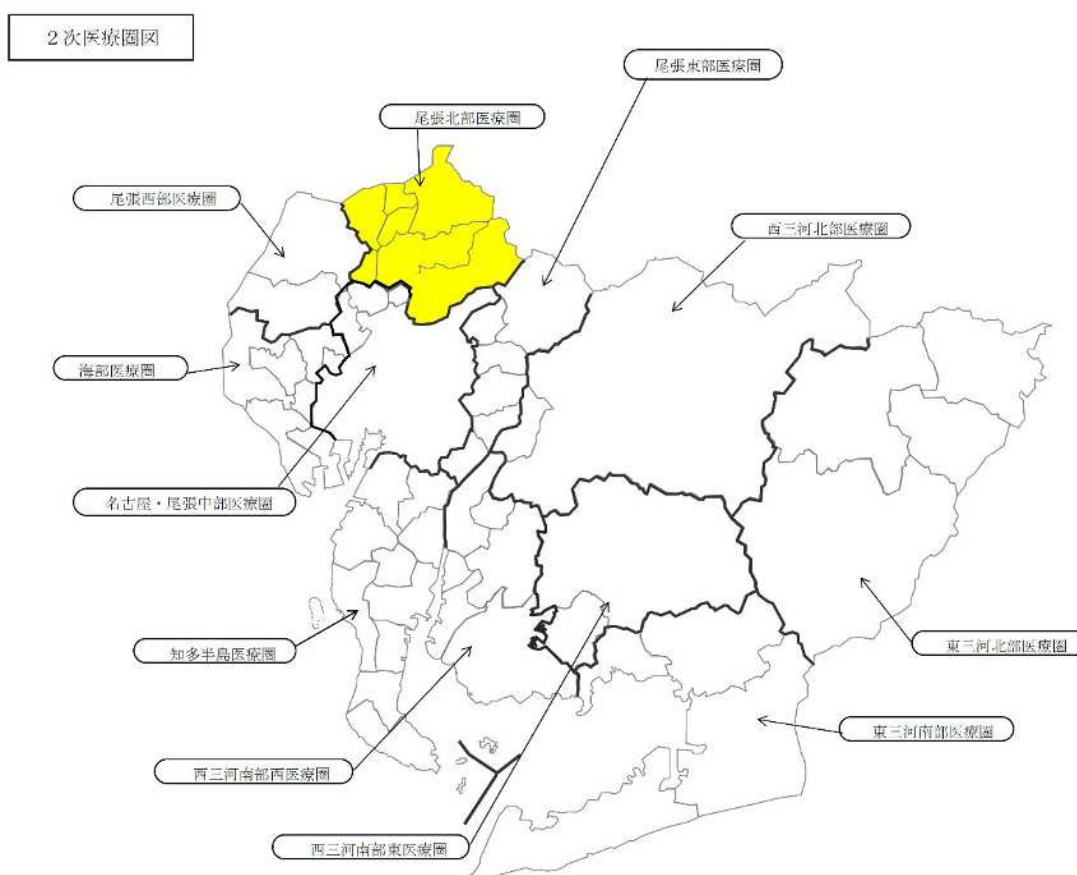 ２次医療圏図
尾張東部医療圏
尾張北部医療圏
尾張西部医療圏
西三河北部医療圏
海部医療圏
名古屋・尾張中部医療圏
知多半島医療圏
東三河北部医療圏
東三河南部医療圏
西三河南部西医療圏
西三河南部東医療圏